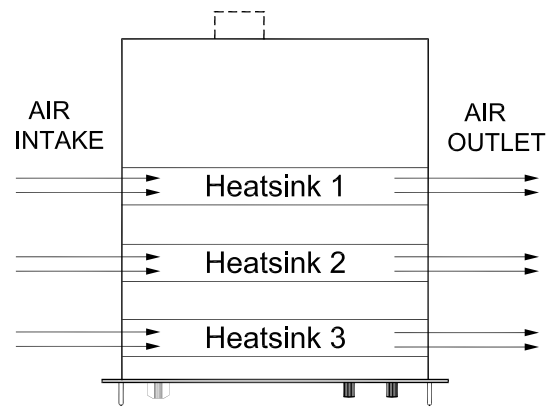 AIR
INTAKE
AIR
OUTLET
Heatsink 1
Heatsink 2
Heatsink 3